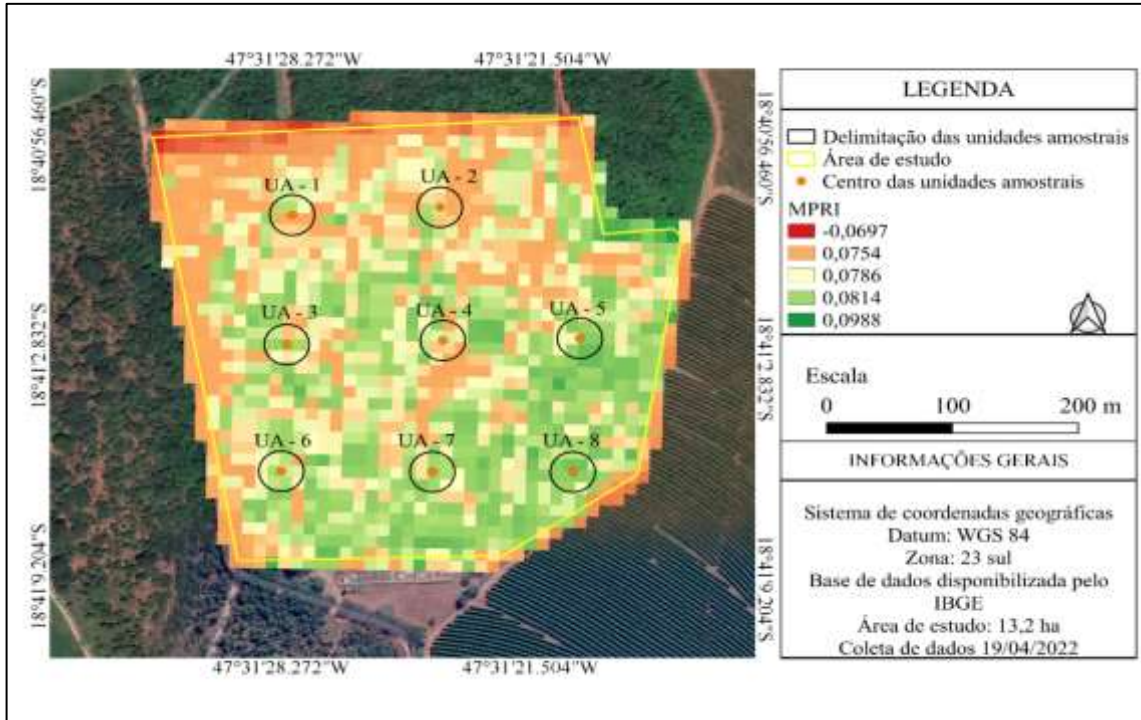 47°31'28.272"W 47°31'21.504"W
18°40'56 460"S
18°41'2 832"S
18°41'9 204"S
UA - 1
UA - 2
UA - 3
UA - 4
UA - 5
UA - 6
UA - 7
UA - 8
18°40'56 460"S
18°41'2.832"S
18°41'9 204"S
47°31'28.272"W 47°31'21.504"W
LEGENDA
Delimitação das unidades amostrais
Área de estudo
Centro das unidades amostrais
MPRI
-0,0697
0,0754
0,0786
0,0814
0,0988
Escala
0 100 200 m
INFORMAÇÕES GERAIS
Sistema de coordenadas geográficas
Datum: WGS 84
Zona: 23 sul
Base de dados disponibilizada pelo
IBGE
Área de estudo: 13,2 ha
Coleta de dados 19/04/2022